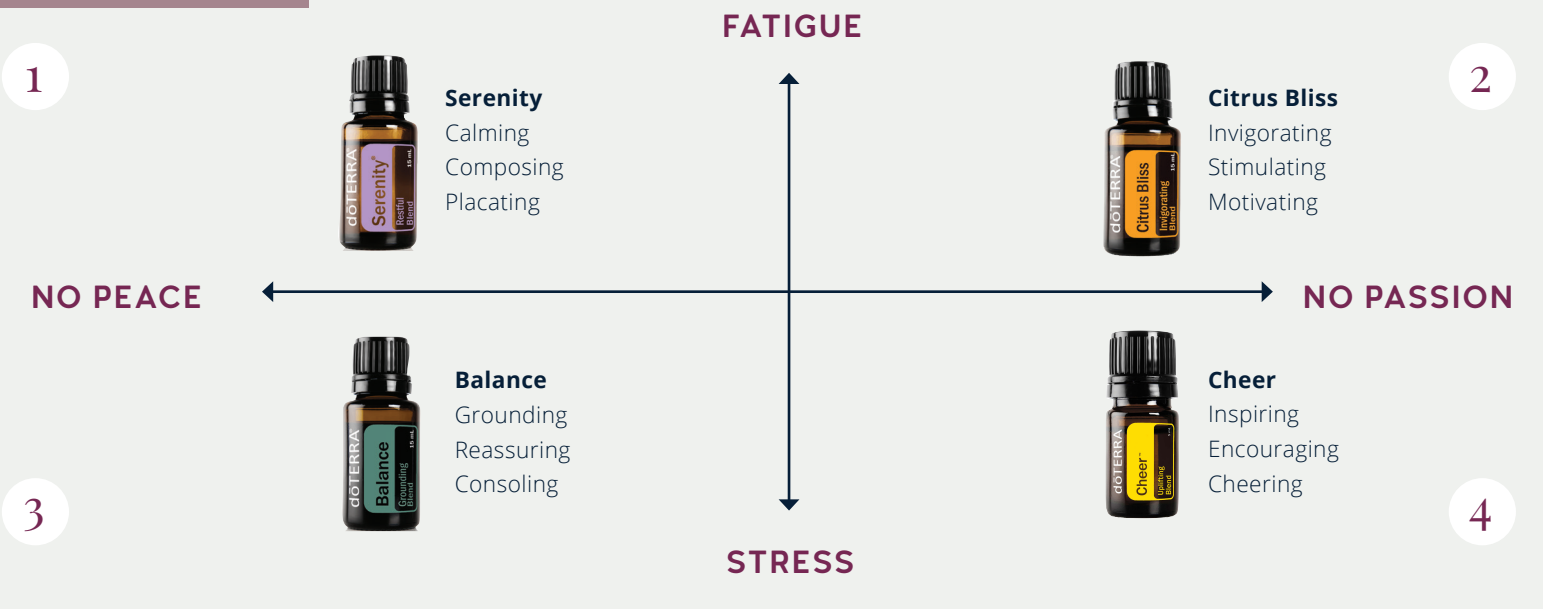 FATIGUE
1
Serenity
Calming
Composing
Placating
dōTERRA
Serenity®
Restful
Blend
15 mL
2
Citrus Bliss
Invigorating
Stimulating
Motivating
dōTERRA
Citrus Bliss
Invigorating
Blend
15 mL
NO PEACE
NO PASSION
Balance
Grounding
Reassuring
Consoling
dōTERRA
Balance
Grounding
Blend
15 mL
3
Cheer
Inspiring
Encouraging
Cheering
dōTERRA
Cheer™
Uplifting
Blend
4
STRESS